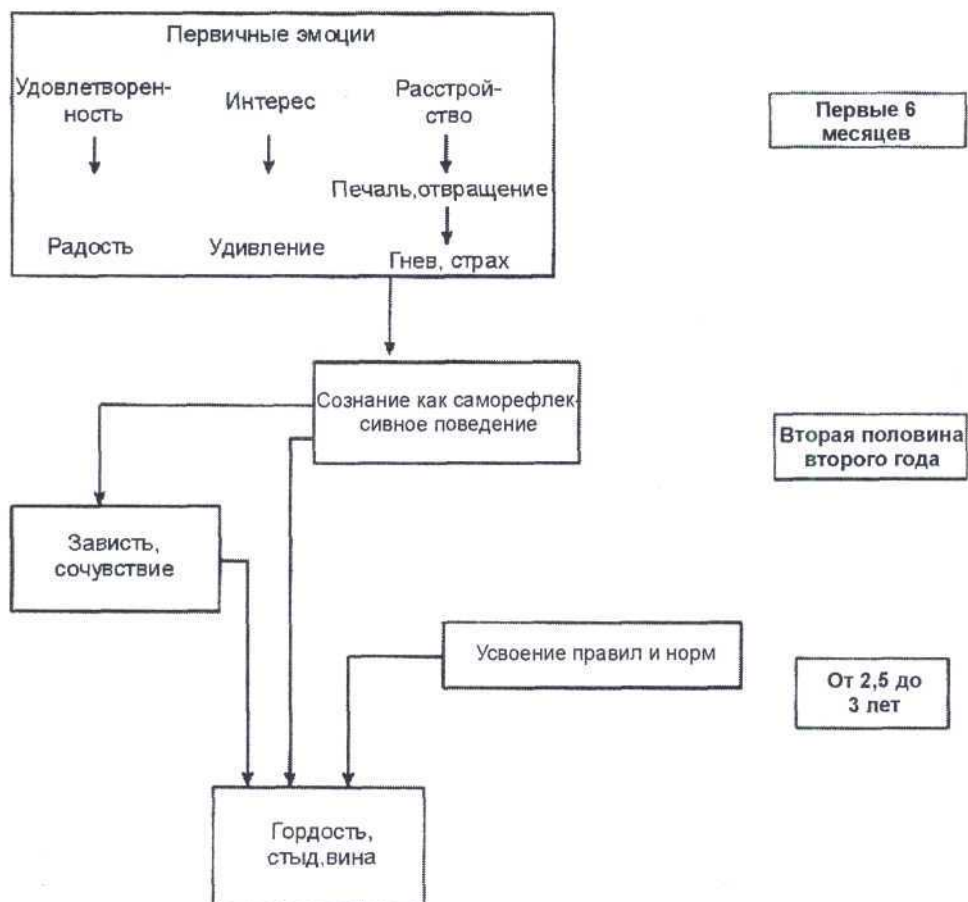 Первичные эмоции
Удовлетворен-
ность
Интерес
Расстрой-
ство
Первые 6
месяцев
Печаль,отвращение
Радость
Удивление
Гнев, страх
Сознание как саморефлек-
сивное поведение
Вторая половина
второго года
Зависть,
сочувствие
Усвоение правил и норм
От 2,5 до
3 лет
Гордость,
стыд,вина